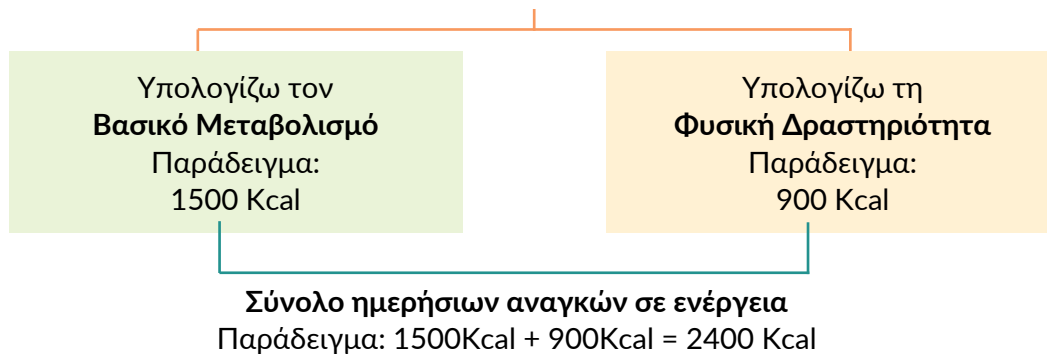 Υπολογίζω τον
Βασικό Μεταβολισμό
Παράδειγμα:
1500 Kcal
Υπολογίζω τη
Φυσική Δραστηριότητα
Παράδειγμα:
900 Kcal
Σύνολο ημερήσιων αναγκών σε ενέργεια
Παράδειγμα: 1500Kcal + 900Kcal = 2400 Kcal